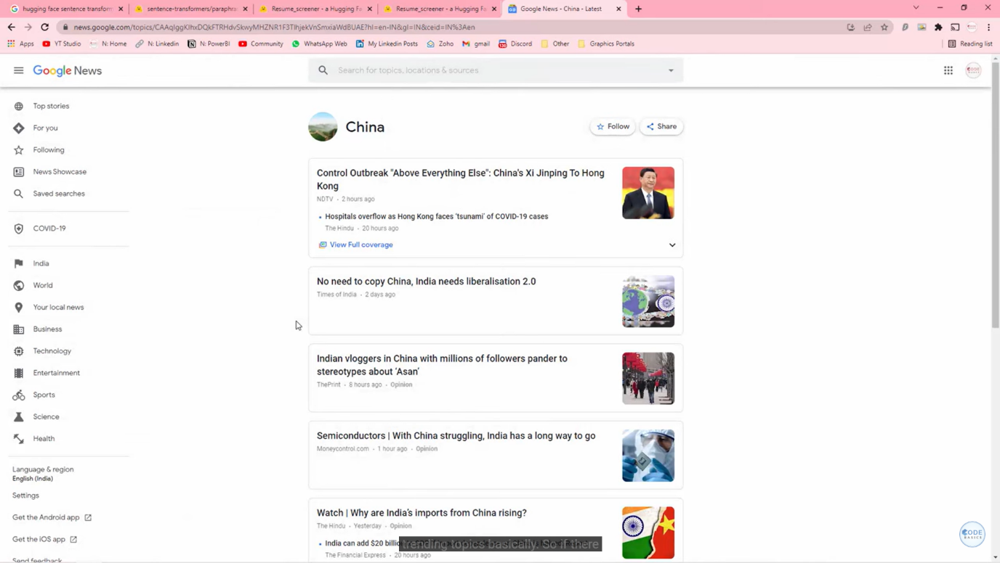 hugging face sentence transform
sentence-transformers/paraphra
Resume_screener - a Hugging Fa
Resume_screener - a Hugging Fa
Google News - China - Latest
news.google.com/topics/CAAqIggKIhxDQkFTRHdvSkwyMHZNR1F3TlhjekVnSmxiaWdBUAE?hl=en-IN&gl=IN&ceid=IN%3Aen
Apps
YT Studio
N: Home
N: Linkedin
N: PowerBI
Community
WhatsApp Web
My Linkedin Posts
Zoho
gmail
Discord
Other
Graphics Portals
Reading list
Google News
Search for topics, locations & sources
Top stories
For you
Following
News Showcase
Saved searches
COVID-19
India
World
Your local news
Business
Technology
Entertainment
Sports
Science
Health
Language & region
English (India)
Settings
Get the Android app
Get the iOS app
Send feedback
China
Follow
Share
Control Outbreak "Above Everything Else": China's Xi Jinping To Hong
Kong
NDTV • 2 hours ago
• Hospitals overflow as Hong Kong faces 'tsunami' of COVID-19 cases
The Hindu • 20 hours ago
View Full coverage
No need to copy China, India needs liberalisation 2.0
Times of India • 2 days ago
Indian vloggers in China with millions of followers pander to
stereotypes about 'Asan'
ThePrint • 8 hours ago • Opinion
Semiconductors | With China struggling, India has a long way to go
Moneycontrol.com • 1 hour ago • Opinion
Watch | Why are India's imports from China rising?
The Hindu • Yesterday • Opinion
• India can add $20 billi
The Financial Express • 20 hours ago
trending topics basically. So if there
CODE
BASICS